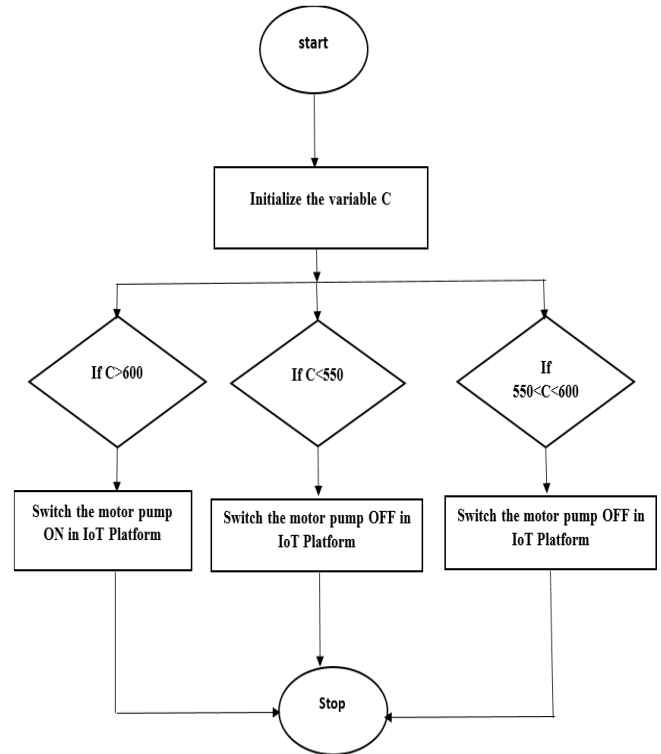 start
Initialize the variable C
If C>600
If C<550
If
550<C<600
Switch the motor pump
ON in IoT Platform
Switch the motor pump OFF in
IoT Platform
Switch the motor pump OFF in
IoT Platform
Stop